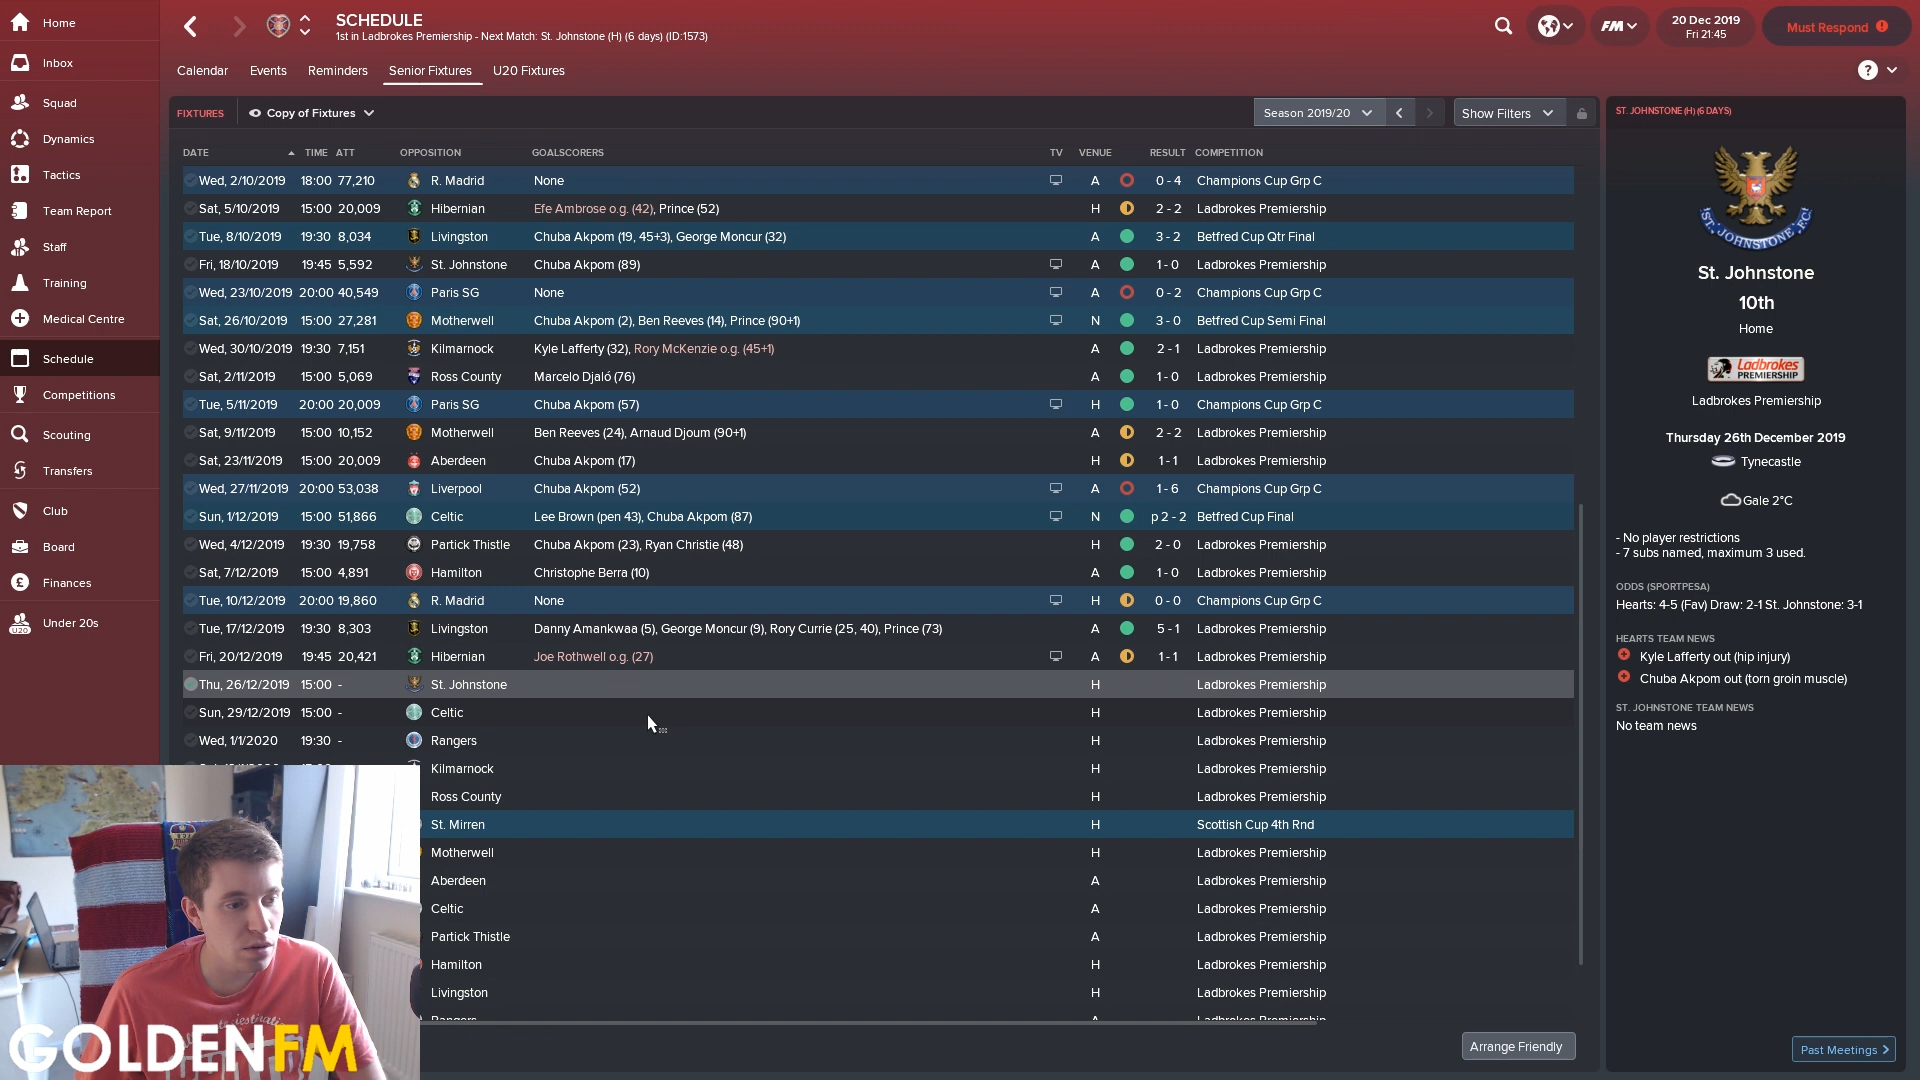 Home
Inbox
Squad
Dynamics
Tactics
Team Report
Staff
Training
Medical Centre
Schedule
Competitions
Scouting
Transfers
Club
Board
Finances
Under 20s
SCHEDULE
1st in Ladbrokes Premiership - Next Match: St. Johnstone (H) (6 days) (ID:1573)
FM
20 Dec 2019
Fri 21:45
Must Respond
Calendar Events Reminders Senior Fixtures U20 Fixtures
?
FIXTURES Copy of Fixtures Season 2019/20 Show Filters
DATE TIME ATT OPPOSITION GOALSCORERS TV VENUE RESULT COMPETITION
Wed, 2/10/2019 18:00 77,210 R. Madrid None A 0 - 4 Champions Cup Grp C
Sat, 5/10/2019 15:00 20,009 Hibernian Efe Ambrose o.g. (42), Prince (52) H 2 - 2 Ladbrokes Premiership
Tue, 8/10/2019 19:30 8,034 Livingston Chuba Akpom (19, 45+3), George Moncur (32) A 3 - 2 Betfred Cup Qtr Final
Fri, 18/10/2019 19:45 5,592 St. Johnstone Chuba Akpom (89) A 1 - 0 Ladbrokes Premiership
Wed, 23/10/2019 20:00 40,549 Paris SG None A 0 - 2 Champions Cup Grp C
Sat, 26/10/2019 15:00 27,281 Motherwell Chuba Akpom (2), Ben Reeves (14), Prince (90+1) N 3 - 0 Betfred Cup Semi Final
Wed, 30/10/2019 19:30 7,151 Kilmarnock Kyle Lafferty (32), Rory McKenzie o.g. (45+1) A 2 - 1 Ladbrokes Premiership
Sat, 2/11/2019 15:00 5,069 Ross County Marcelo Djaló (76) A 1 - 0 Ladbrokes Premiership
Tue, 5/11/2019 20:00 20,009 Paris SG Chuba Akpom (57) H 1 - 0 Champions Cup Grp C
Sat, 9/11/2019 15:00 10,152 Motherwell Ben Reeves (24), Arnaud Djoum (90+1) A 2 - 2 Ladbrokes Premiership
Sat, 23/11/2019 15:00 20,009 Aberdeen Chuba Akpom (17) H 1 - 1 Ladbrokes Premiership
Wed, 27/11/2019 20:00 53,038 Liverpool Chuba Akpom (52) A 1 - 6 Champions Cup Grp C
Sun, 1/12/2019 15:00 51,866 Celtic Lee Brown (pen 43), Chuba Akpom (87) N p 2 - 2 Betfred Cup Final
Wed, 4/12/2019 19:30 19,758 Partick Thistle Chuba Akpom (23), Ryan Christie (48) H 2 - 0 Ladbrokes Premiership
Sat, 7/12/2019 15:00 4,891 Hamilton Christophe Berra (10) A 1 - 0 Ladbrokes Premiership
Tue, 10/12/2019 20:00 19,860 R. Madrid None H 0 - 0 Champions Cup Grp C
Tue, 17/12/2019 19:30 8,303 Livingston Danny Amankwaa (5), George Moncur (9), Rory Currie (25, 40), Prince (73) A 5 - 1 Ladbrokes Premiership
Fri, 20/12/2019 19:45 20,421 Hibernian Joe Rothwell o.g. (27) A 1 - 1 Ladbrokes Premiership
Thu, 26/12/2019 15:00 - St. Johnstone H Ladbrokes Premiership
Sun, 29/12/2019 15:00 - Celtic H Ladbrokes Premiership
Wed, 1/1/2020 19:30 - Rangers H Ladbrokes Premiership
Kilmarnock H Ladbrokes Premiership
Ross County H Ladbrokes Premiership
St. Mirren H Scottish Cup 4th Rnd
Motherwell H Ladbrokes Premiership
Aberdeen A Ladbrokes Premiership
Celtic A Ladbrokes Premiership
Partick Thistle A Ladbrokes Premiership
Hamilton H Ladbrokes Premiership
Livingston H Ladbrokes Premiership
Rangers A Ladbrokes Premiership
Arrange Friendly
ST. JOHNSTONE (H) (6 DAYS)
ST. JOHNSTONE FC
St. Johnstone
10th
Home
Ladbrokes
PREMIERSHIP
Ladbrokes Premiership
Thursday 26th December 2019
Tynecastle
Gale 2°C
- No player restrictions
- 7 subs named, maximum 3 used.
ODDS (SPORTPESA)
Hearts: 4-5 (Fav) Draw: 2-1 St. Johnstone: 3-1
HEARTS TEAM NEWS
Kyle Lafferty out (hip injury)
Chuba Akpom out (torn groin muscle)
ST. JOHNSTONE TEAM NEWS
No team news
Past Meetings
GOLDENFM